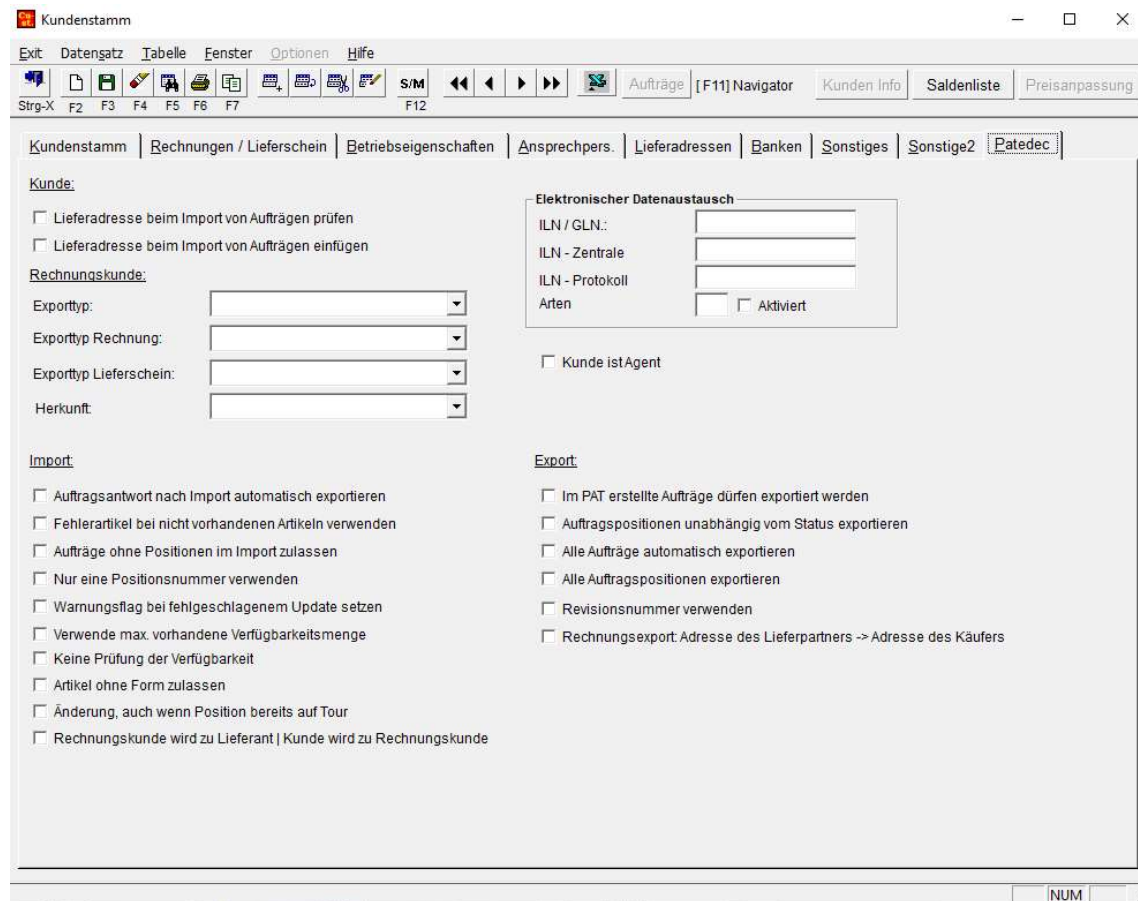 Cu-
st.
Kundenstamm
Exit Datensatz Tabelle Fenster Optionen Hilfe
S/M Aufträge [ F11] Navigator Kunden Info Saldenliste Preisanpassung
Strg-X F2 F3 F4 F5 F6 F7 F12
Kundenstamm Rechnungen / Lieferschein Betriebseigenschaften Ansprechpers. Lieferadressen Banken Sonstiges Sonstige2 Patedec
Kunde:
Lieferadresse beim Import von Aufträgen prüfen
Lieferadresse beim Import von Aufträgen einfügen
Elektronischer Datenaustausch
ILN / GLN.:
ILN - Zentrale
ILN - Protokoll
Arten Aktiviert
Rechnungskunde:
Exporttyp:
Exporttyp Rechnung:
Exporttyp Lieferschein:
Herkunft:
Kunde ist Agent
Import:
Auftragsantwort nach Import automatisch exportieren
Fehlerartikel bei nicht vorhandenen Artikeln verwenden
Aufträge ohne Positionen im Import zulassen
Nur eine Positionsnummer verwenden
Warnungsflag bei fehlgeschlagenem Update setzen
Verwende max. vorhandene Verfügbarkeitsmenge
Keine Prüfung der Verfügbarkeit
Artikel ohne Form zulassen
Änderung, auch wenn Position bereits auf Tour
Rechnungskunde wird zu Lieferant | Kunde wird zu Rechnungskunde
Export:
Im PAT erstellte Aufträge dürfen exportiert werden
Auftragspositionen unabhängig vom Status exportieren
Alle Aufträge automatisch exportieren
Alle Auftragspositionen exportieren
Revisionsnummer verwenden
Rechnungsexport: Adresse des Lieferpartners -> Adresse des Käufers
NUM